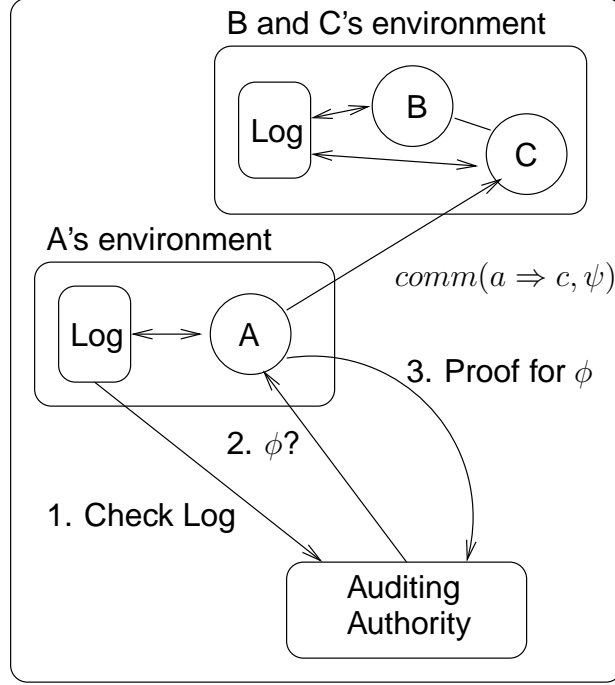 B and C's environment
Log
B
C
A's environment
comm(a ⇒ c, ψ)
Log
A
3. Proof for ϕ
2. ϕ?
1. Check Log
Auditing
Authority